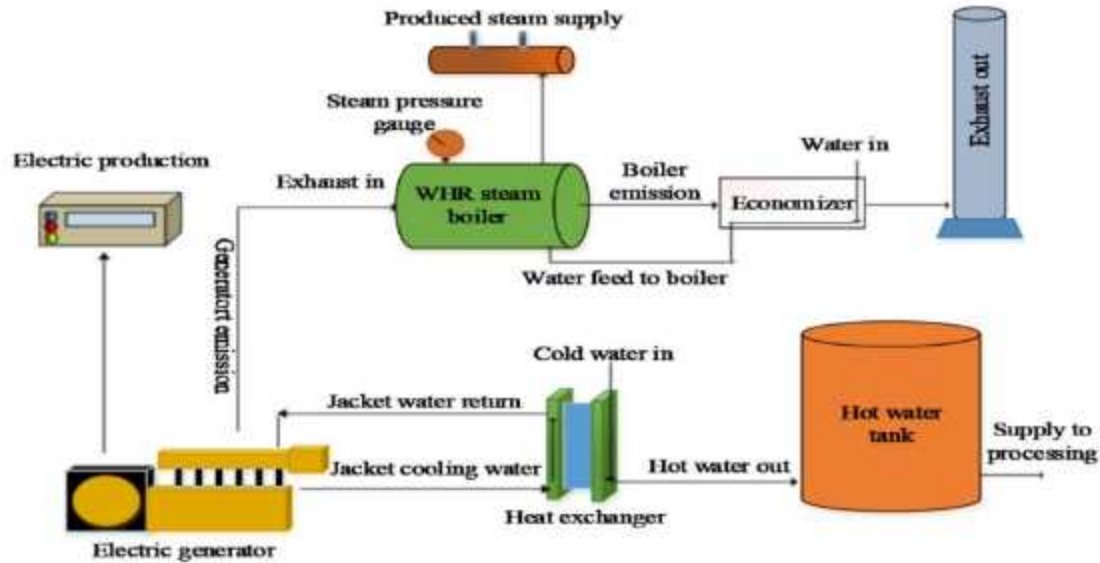 Produced steam supply
Steam pressure
gauge
Exhaust out
Water in
Electric production
Exhaust in
WHR steam
boiler
Boiler
emission
Economizer
Generatort emission
Water feed to boiler
Cold water in
Jacket water return
Hot water
tank
Supply to
processing
Jacket cooling water
Hot water out
Heat exchanger
Electric generator